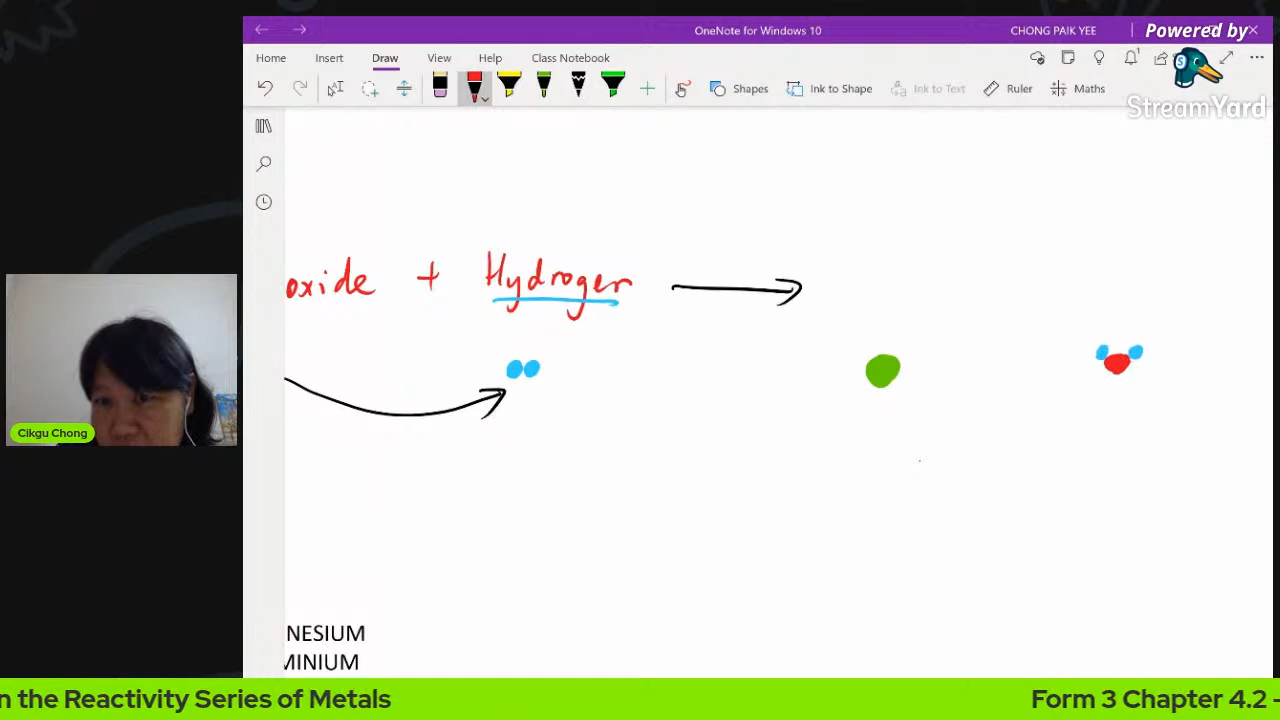 OneNote for Windows 10
CHONG PAIK YEE
Powered by
StreamYard
Home Insert Draw View Help Class Notebook
Shapes Ink to Shape Ink to Text Ruler Maths
oxide + Hydrogen
Cikgu Chong
NESIUM
MINIUM
n the Reactivity Series of Metals
Form 3 Chapter 4.2 -